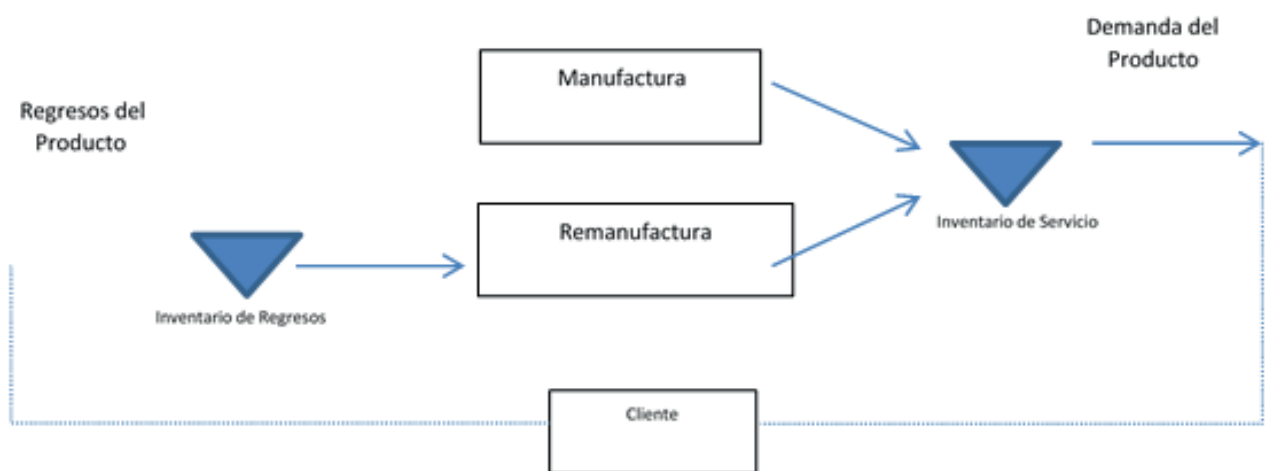 Demanda del
Producto
Manufactura
Regresos del
Producto
Inventario de Servicio
Remanufactura
Inventario de Regresos
Cliente